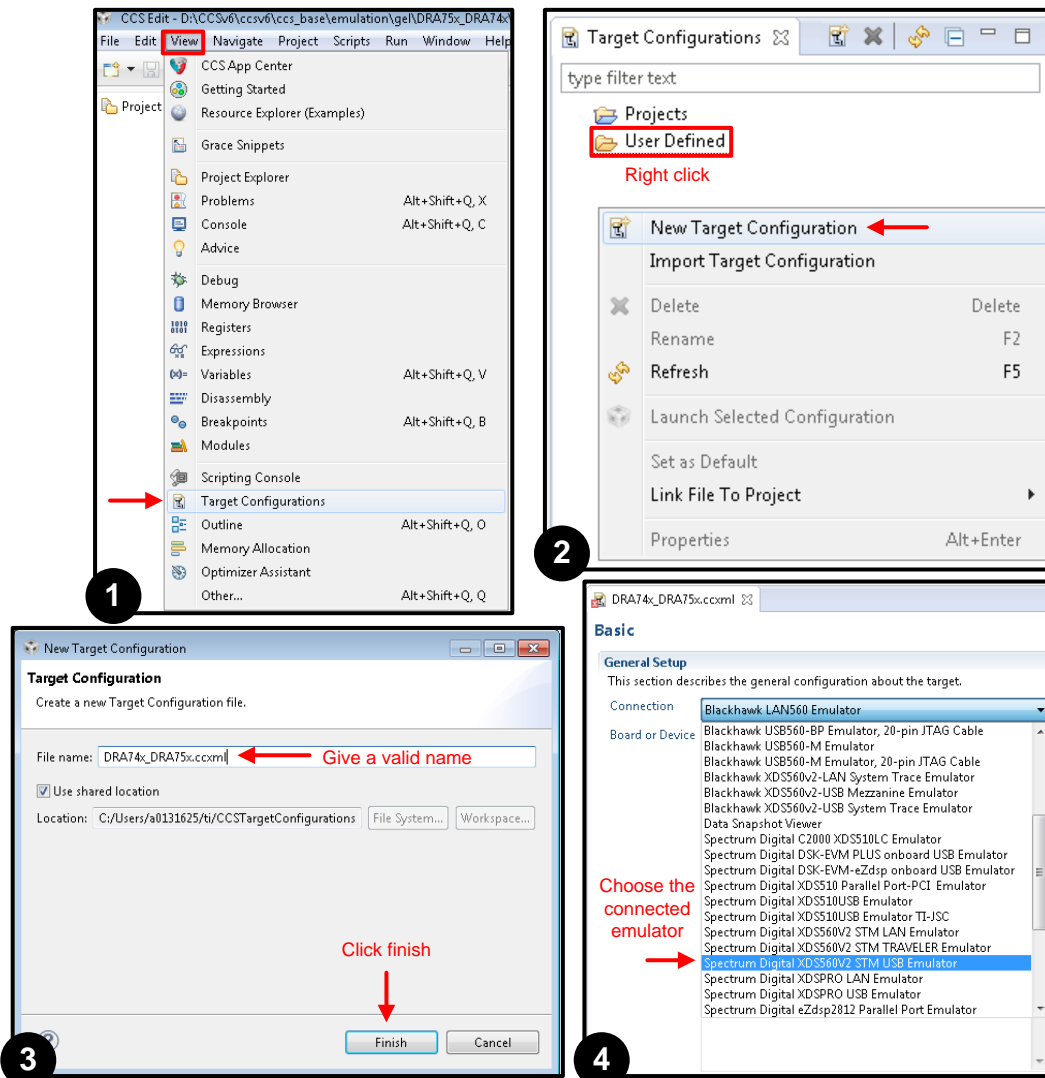 CCS Edit - D:\CCSv6\ccsv6\ccs_base\emulation\gel\DRA75x_DRA74x\
File Edit View Navigate Project Scripts Run Window Help
Project
CCS App Center
Getting Started
Resource Explorer (Examples)
Grace Snippets
Project Explorer
Problems Alt+Shift+Q, X
Console Alt+Shift+Q, C
Advice
Debug
Memory Browser
Registers
Expressions
Variables Alt+Shift+Q, V
Disassembly
Breakpoints Alt+Shift+Q, B
Modules
Scripting Console
Target Configurations
Outline Alt+Shift+Q, O
Memory Allocation
Optimizer Assistant
Other... Alt+Shift+Q, Q
1
Target Configurations
type filter text
Projects
User Defined
Right click
New Target Configuration
Import Target Configuration
Delete Delete
Rename F2
Refresh F5
Launch Selected Configuration
Set as Default
Link File To Project
Properties Alt+Enter
2
New Target Configuration
Target Configuration
Create a new Target Configuration file.
File name: DRA74x_DRA75x.ccxml
Give a valid name
Use shared location
Location: C:/Users/a0131625/ti/CCSTargetConfigurations File System... Workspace...
Click finish
Finish Cancel
3
DRA74x_DRA75x.ccxml
Basic
General Setup
This section describes the general configuration about the target.
Connection Blackhawk LAN560 Emulator
Board or Device Blackhawk USB560-BP Emulator, 20-pin JTAG Cable
Blackhawk USB560-M Emulator
Blackhawk USB560-M Emulator, 20-pin JTAG Cable
Blackhawk XDS560v2-LAN System Trace Emulator
Blackhawk XDS560v2-USB Mezzanine Emulator
Blackhawk XDS560v2-USB System Trace Emulator
Data Snapshot Viewer
Spectrum Digital C2000 XDS510LC Emulator
Spectrum Digital DSK-EVM PLUS onboard USB Emulator
Spectrum Digital DSK-EVM-eZdsp onboard USB Emulator
Spectrum Digital XDS510 Parallel Port-PCI Emulator
Spectrum Digital XDS510USB Emulator
Spectrum Digital XDS510USB Emulator TI-JSC
Spectrum Digital XDS560V2 STM LAN Emulator
Spectrum Digital XDS560V2 STM TRAVELER Emulator
Spectrum Digital XDS560V2 STM USB Emulator
Spectrum Digital XDSPRO LAN Emulator
Spectrum Digital XDSPRO USB Emulator
Spectrum Digital eZdsp2812 Parallel Port Emulator
Choose the
connected
emulator
4